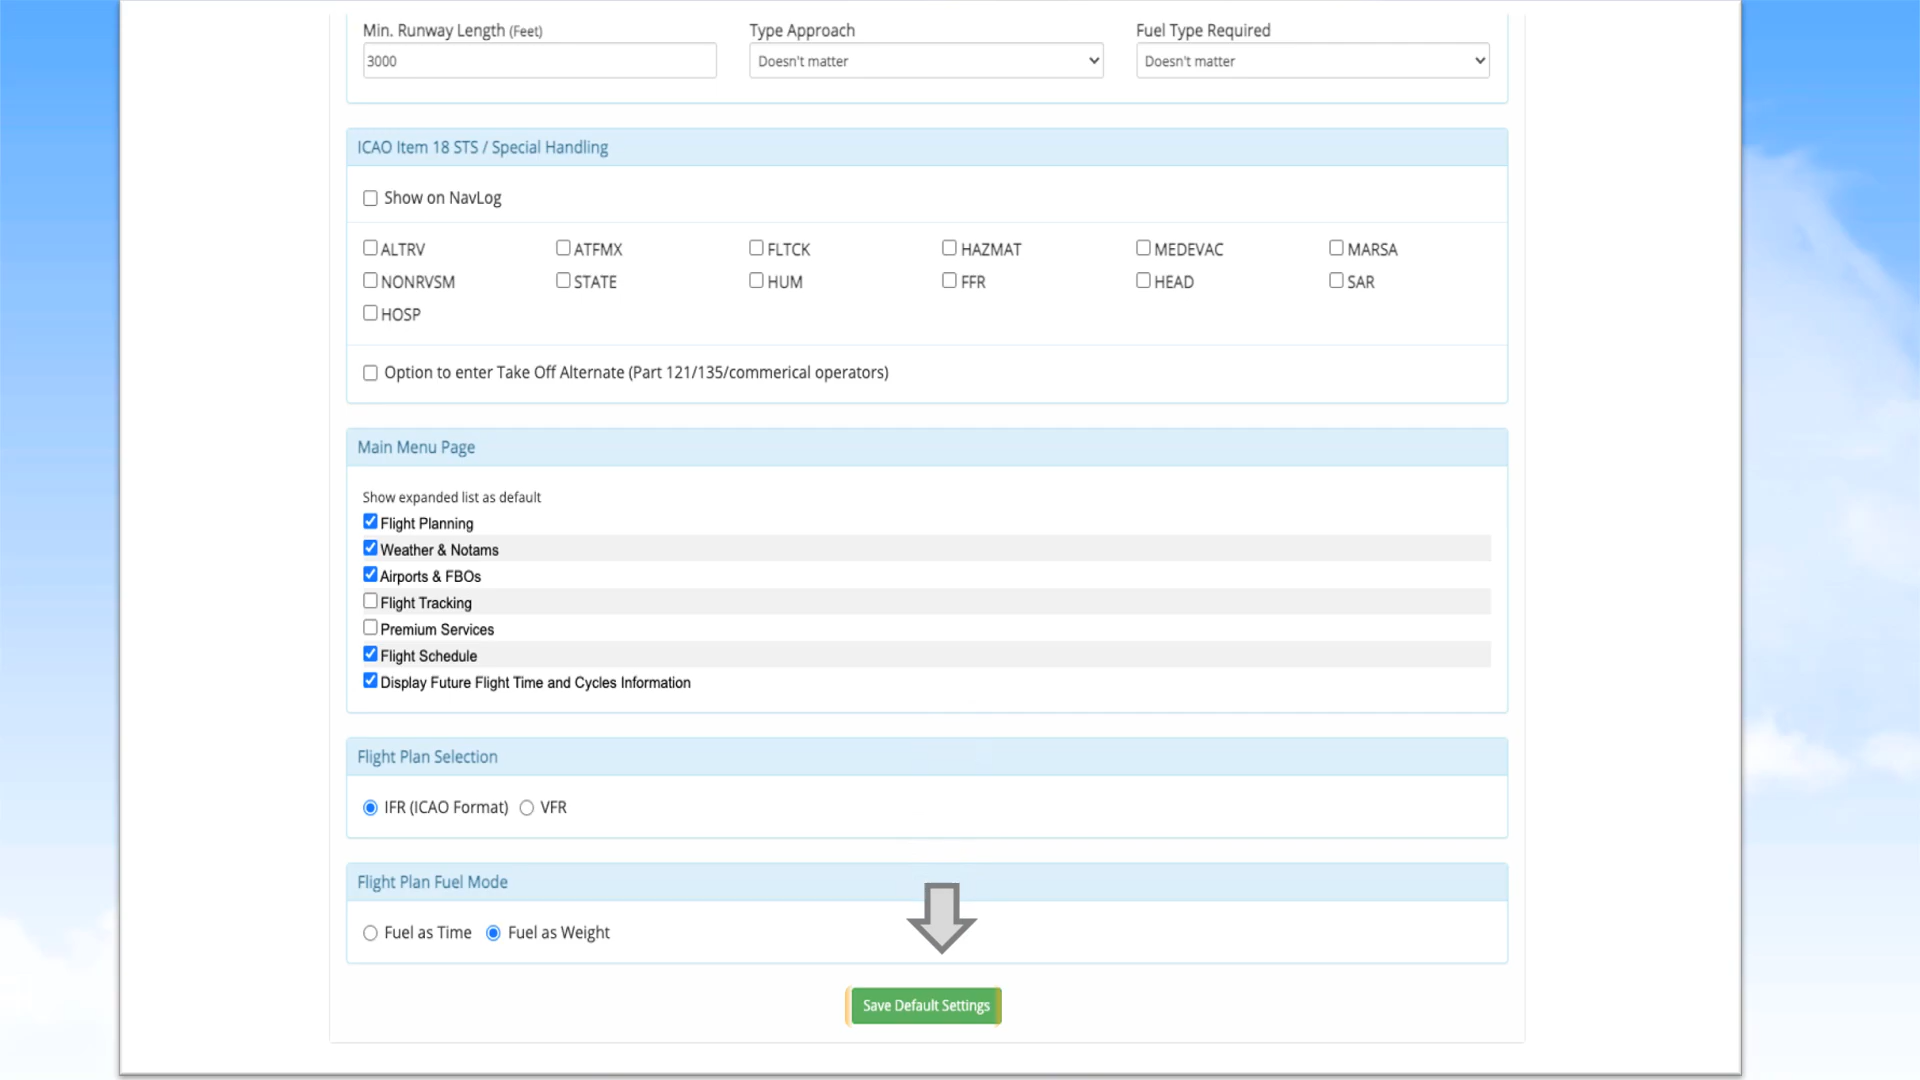 Min. Runway Length (Feet) Type Approach Fuel Type Required
3000 Doesn't matter Doesn't matter
ICAO Item 18 STS / Special Handling
Show on NavLog
ALTRV ATFMX FLTCK HAZMAT MEDEVAC MARSA
NONRVSM STATE HUM FFR HEAD SAR
HOSP
Option to enter Take Off Alternate (Part 121/135/commerical operators)
Main Menu Page
Show expanded list as default
Flight Planning
Weather & Notams
Airports & FBOs
Flight Tracking
Premium Services
Flight Schedule
Display Future Flight Time and Cycles Information
Flight Plan Selection
IFR (ICAO Format) VFR
Flight Plan Fuel Mode
Fuel as Time Fuel as Weight
Save Default Settings